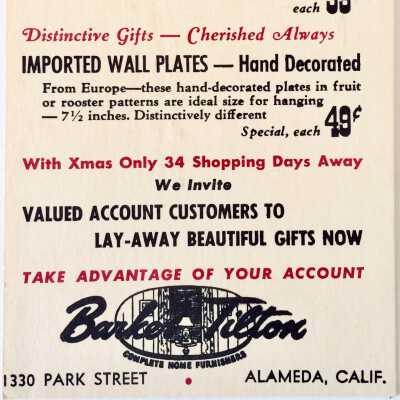 each
Distinctive Gifts — Cherished Always
IMPORTED WALL PLATES — Hand Decorated
From Europe—these hand-decorated plates in fruit
or rooster patterns are ideal size for hanging
— 7½ inches. Distinctively different
Special, each 49¢
With Xmas Only 34 Shopping Days Away
We Invite
VALUED ACCOUNT CUSTOMERS TO
LAY-AWAY BEAUTIFUL GIFTS NOW
TAKE ADVANTAGE OF YOUR ACCOUNT
Barker Tilton
COMPLETE HOME FURNISHERS
1330 PARK STREET • ALAMEDA, CALIF.